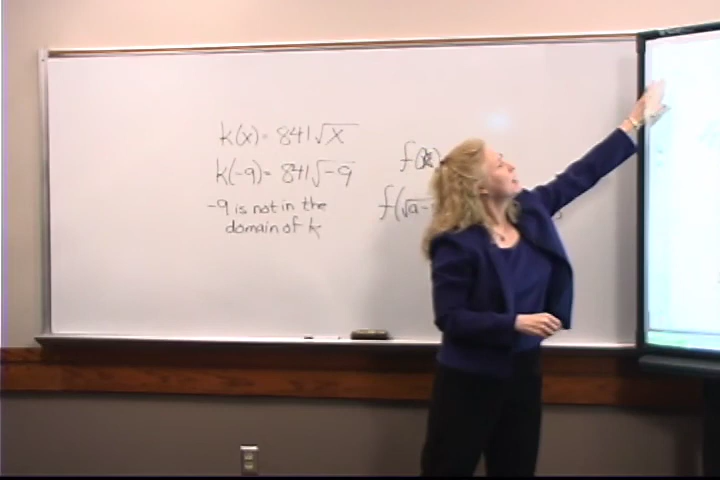 k(x) = 841√x
k(-9) = 841√-9
-9 is not in the
domain of k
f(
f(√a-